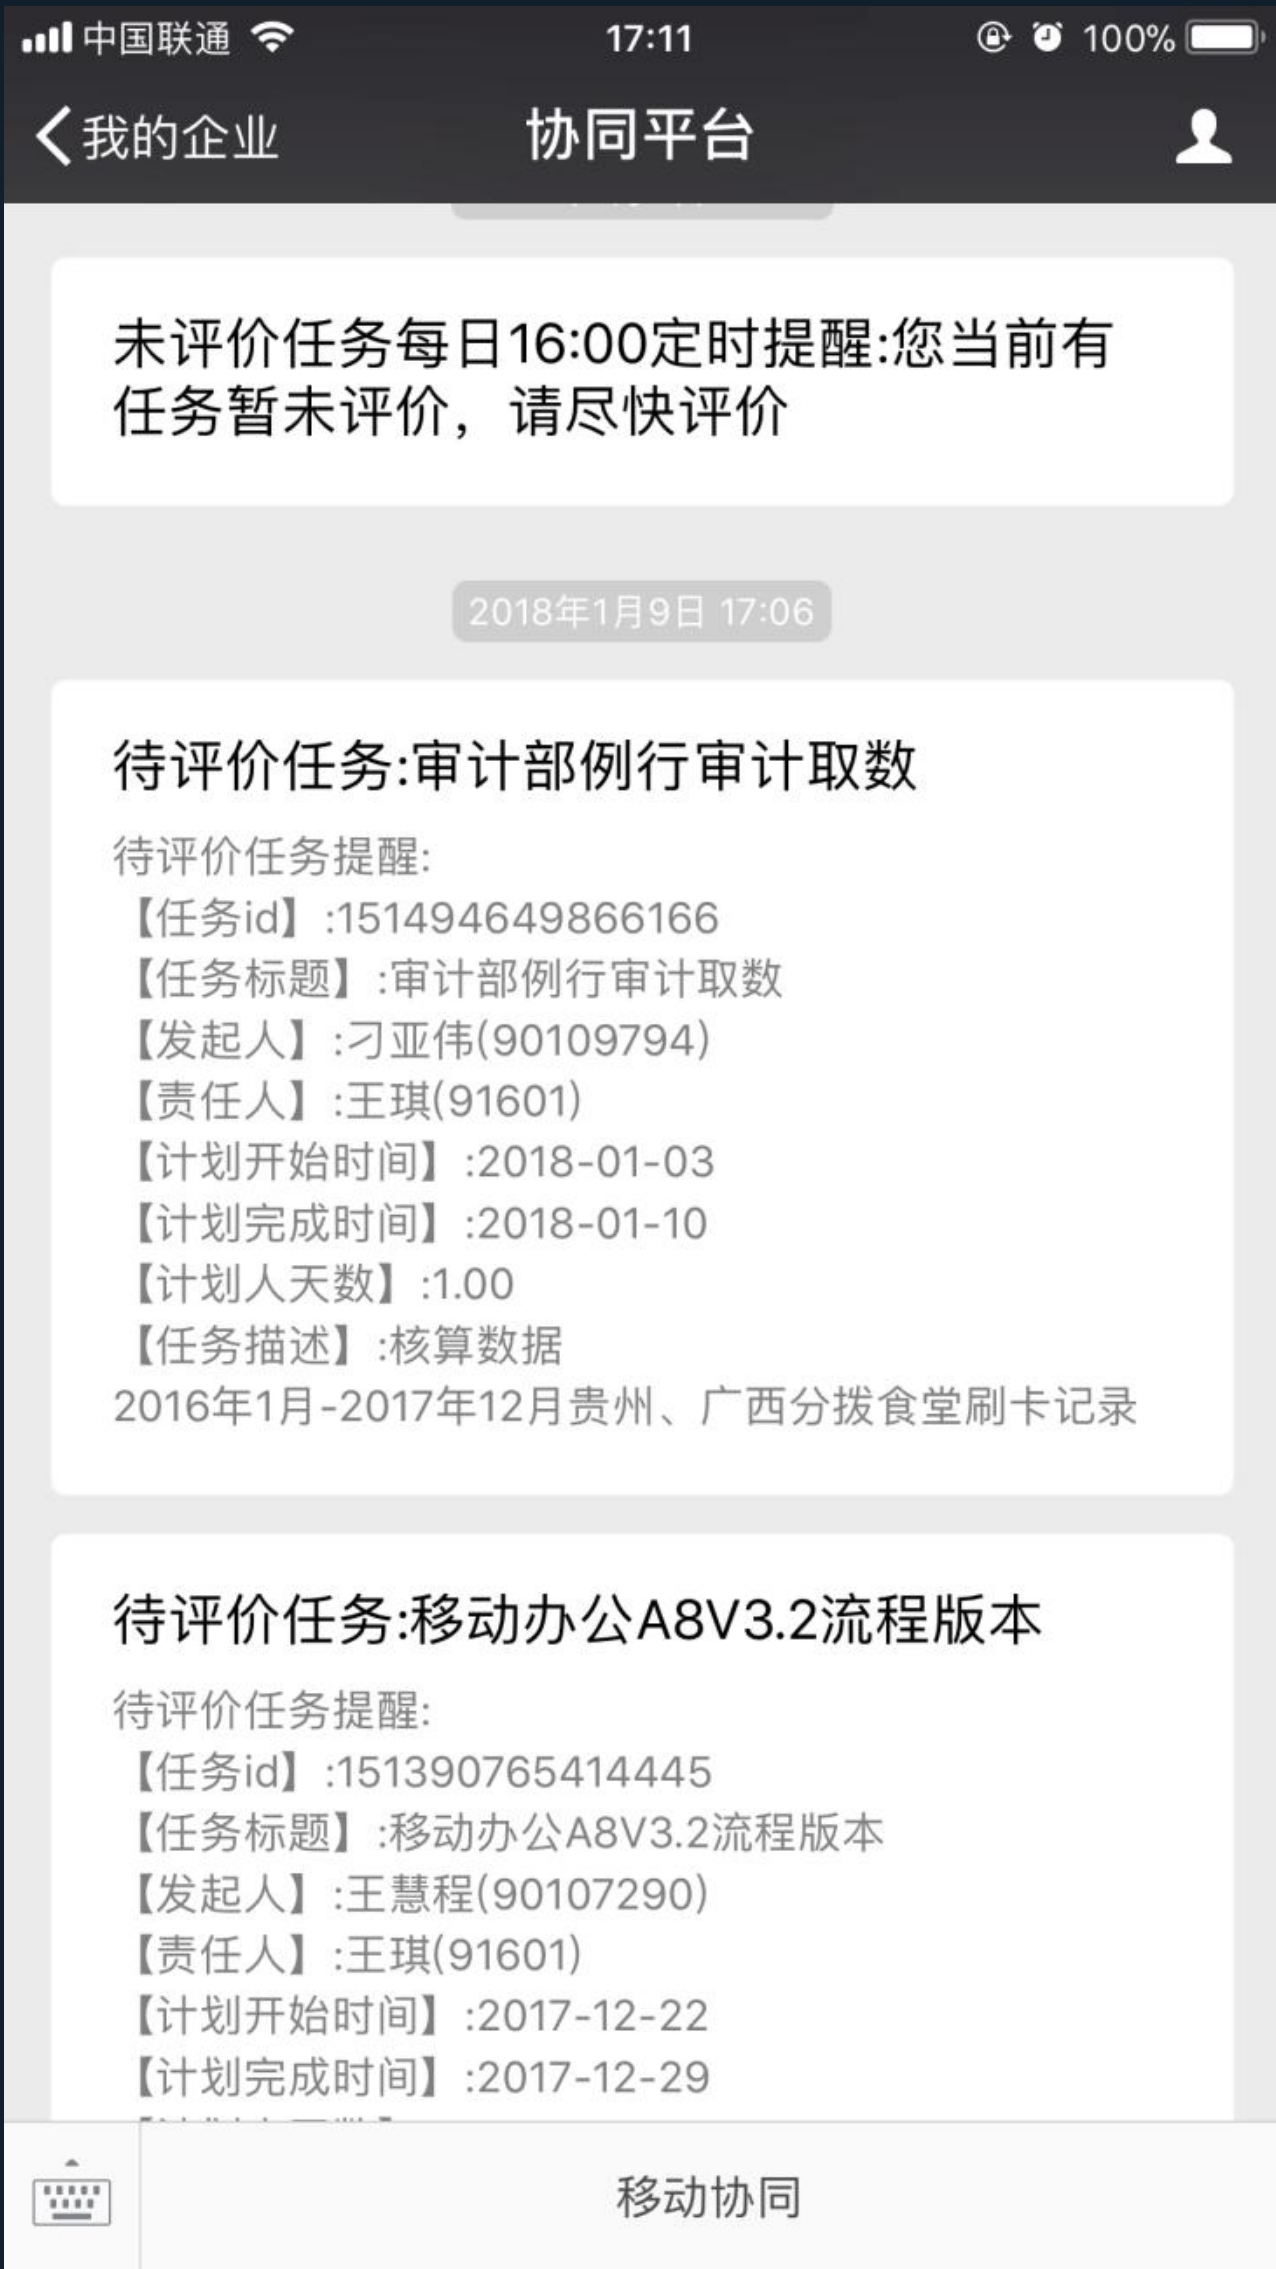 中国联通 17:11 100%
我的企业 协同平台
未评价任务每日16:00定时提醒:您当前有
任务暂未评价，请尽快评价
2018年1月9日 17:06
待评价任务:审计部例行审计取数
待评价任务提醒:
【任务id】:151494649866166
【任务标题】:审计部例行审计取数
【发起人】:刁亚伟(90109794)
【责任人】:王琪(91601)
【计划开始时间】:2018-01-03
【计划完成时间】:2018-01-10
【计划人天数】:1.00
【任务描述】:核算数据
2016年1月-2017年12月贵州、广西分拨食堂刷卡记录
待评价任务:移动办公A8V3.2流程版本
待评价任务提醒:
【任务id】:151390765414445
【任务标题】:移动办公A8V3.2流程版本
【发起人】:王慧程(90107290)
【责任人】:王琪(91601)
【计划开始时间】:2017-12-22
【计划完成时间】:2017-12-29
移动协同